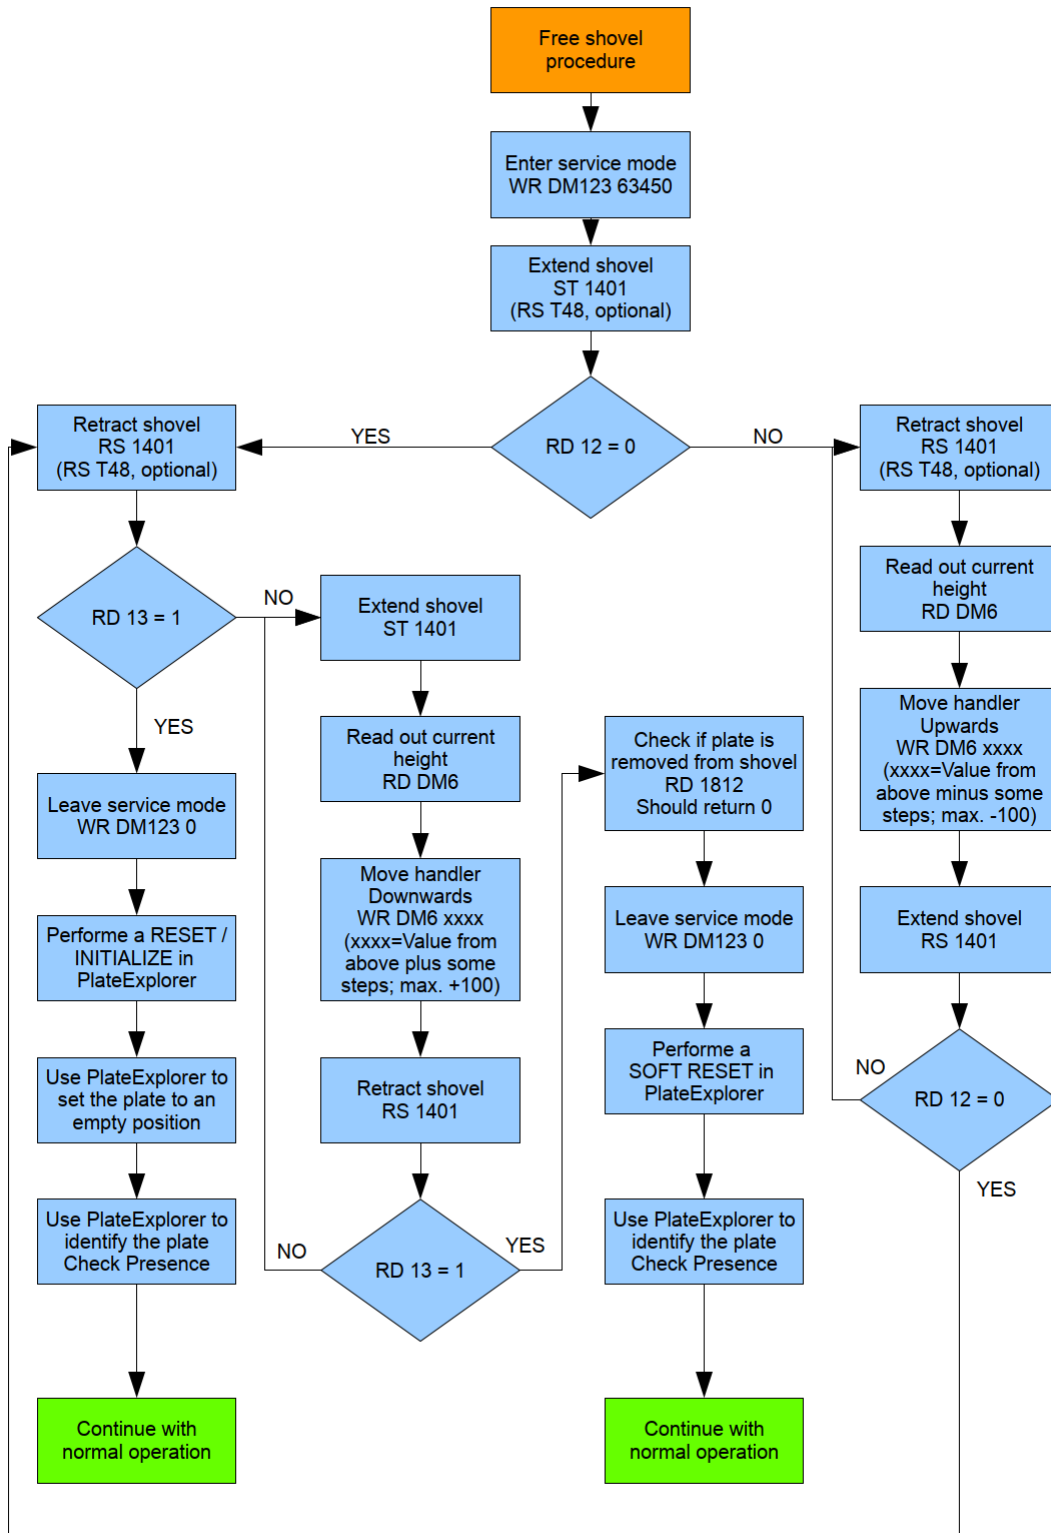 Free shovel
procedure
Enter service mode
WR DM123 63450
Extend shovel
ST 1401
(RS T48, optional)
RD 12 = 0
YES
NO
Retract shovel
RS 1401
(RS T48, optional)
RD 13 = 1
NO
YES
Leave service mode
WR DM123 0
Performe a RESET /
INITIALIZE in
PlateExplorer
Use PlateExplorer to
set the plate to an
empty position
Use PlateExplorer to
identify the plate
Check Presence
Continue with
normal operation
Extend shovel
ST 1401
Read out current
height
RD DM6
Move handler
Downwards
WR DM6 xxxx
(xxxx=Value from
above plus some
steps; max. +100)
Retract shovel
RS 1401
RD 13 = 1
NO
YES
Check if plate is
removed from shovel
RD 1812
Should return 0
Leave service mode
WR DM123 0
Performe a
SOFT RESET in
PlateExplorer
Use PlateExplorer to
identify the plate
Check Presence
Continue with
normal operation
Retract shovel
RS 1401
(RS T48, optional)
Read out current
height
RD DM6
Move handler
Upwards
WR DM6 xxxx
(xxxx=Value from
above minus some
steps; max. -100)
Extend shovel
RS 1401
RD 12 = 0
NO
YES